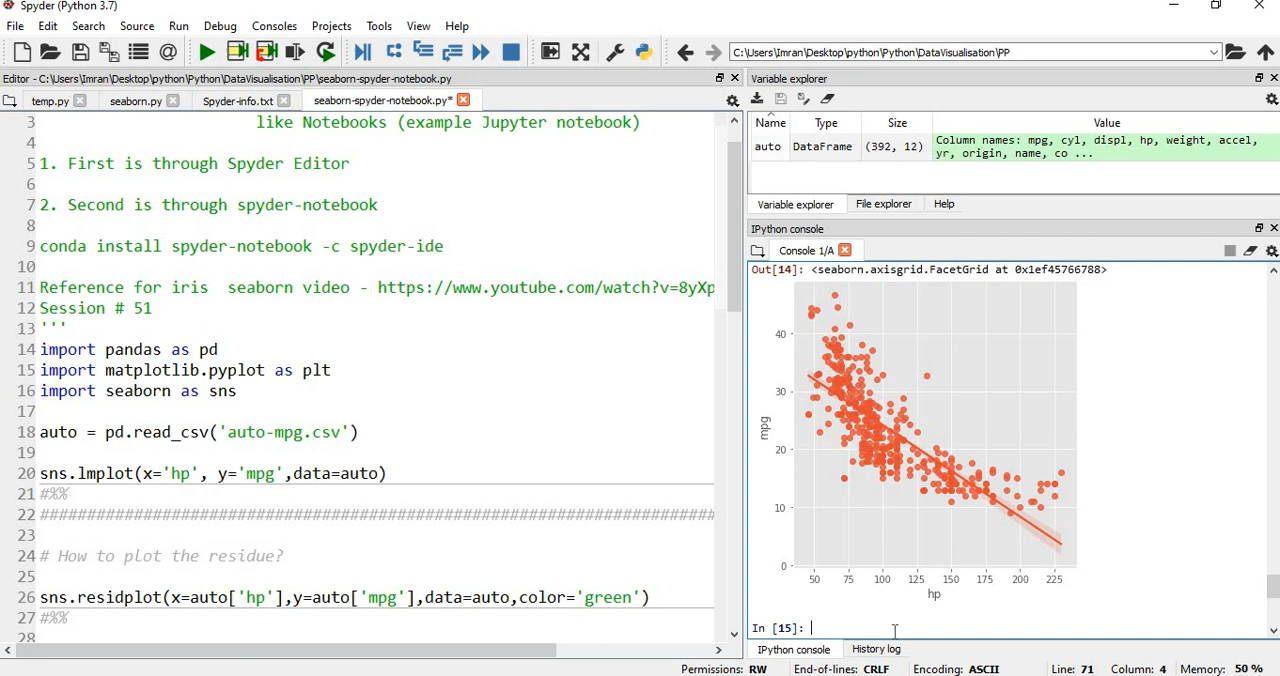 Spyder (Python 3.7)
File Edit Search Source Run Debug Consoles Projects Tools View Help
C:\Users\Imran\Desktop\python\Python\DataVisualisation\PP
Editor - C:\Users\Imran\Desktop\python\Python\DataVisualisation\PP\seaborn-spyder-notebook.py
temp.py seaborn.py Spyder-info.txt seaborn-spyder-notebook.py*
3 like Notebooks (example Jupyter notebook)
4
5 1. First is through Spyder Editor
6
7 2. Second is through spyder-notebook
8
9 conda install spyder-notebook -c spyder-ide
10
11 Reference for iris  seaborn video - https://www.youtube.com/watch?v=8yXp
12 Session # 51
13 '''
14 import pandas as pd
15 import matplotlib.pyplot as plt
16 import seaborn as sns
17
18 auto = pd.read_csv('auto-mpg.csv')
19
20 sns.lmplot(x='hp', y='mpg',data=auto)
21 #%%
22 ##########################################################################
23
24 # How to plot the residue?
25
26 sns.residplot(x=auto['hp'],y=auto['mpg'],data=auto,color='green')
27 #%%
28
Variable explorer
Name Type Size Value
auto DataFrame (392, 12) Column names: mpg, cyl, displ, hp, weight, accel,
yr, origin, name, co ...
Variable explorer File explorer Help
IPython console
Console 1/A
Out[14]: <seaborn.axisgrid.FacetGrid at 0x1ef45766788>
40
30
mpg
20
10
0
50 75 100 125 150 175 200 225
hp
In [15]:
IPython console History log
Permissions: RW End-of-lines: CRLF Encoding: ASCII Line: 71 Column: 4 Memory: 50 %